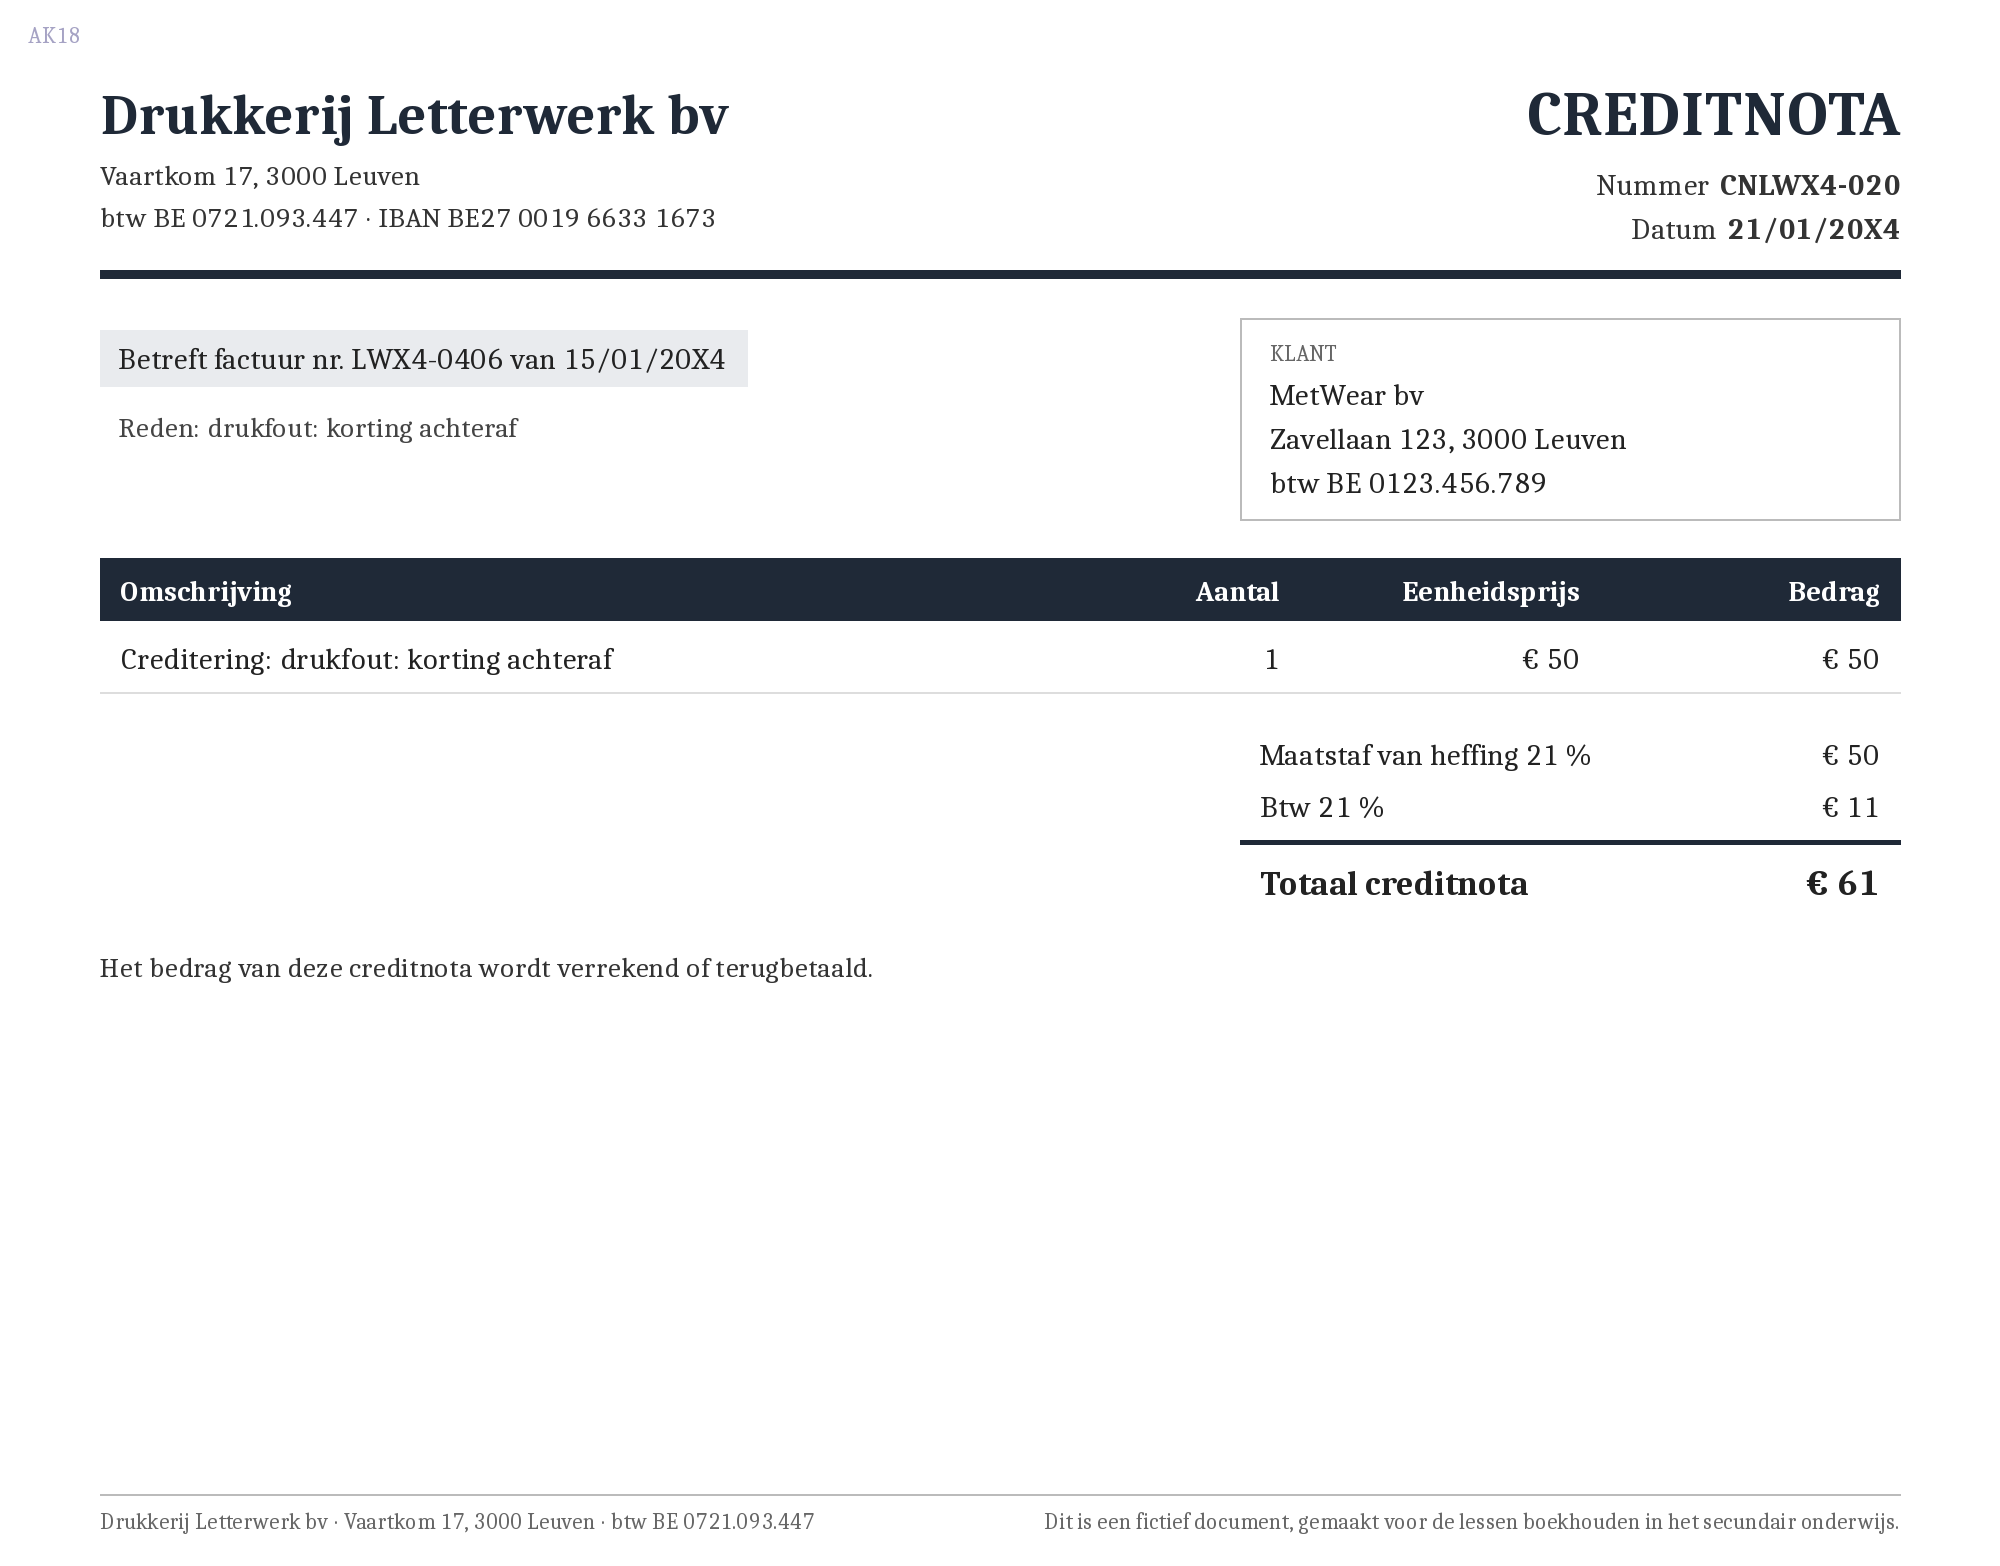 AK18
Drukkerij Letterwerk bv
Vaartkom 17, 3000 Leuven
btw BE 0721.093.447 · IBAN BE27 0019 6633 1673
CREDITNOTA
Nummer CNLWX4-020
Datum 21/01/20X4
Betreft factuur nr. LWX4-0406 van 15/01/20X4
Reden: drukfout: korting achteraf
KLANT
MetWear bv
Zavellaan 123, 3000 Leuven
btw BE 0123.456.789
Omschrijving Aantal Eenheidsprijs Bedrag
Creditering: drukfout: korting achteraf 1 € 50 € 50
Maatstaf van heffing 21 % € 50
Btw 21 % € 11
Totaal creditnota € 61
Het bedrag van deze creditnota wordt verrekend of terugbetaald.
Drukkerij Letterwerk bv · Vaartkom 17, 3000 Leuven · btw BE 0721.093.447
Dit is een fictief document, gemaakt voor de lessen boekhouden in het secundair onderwijs.